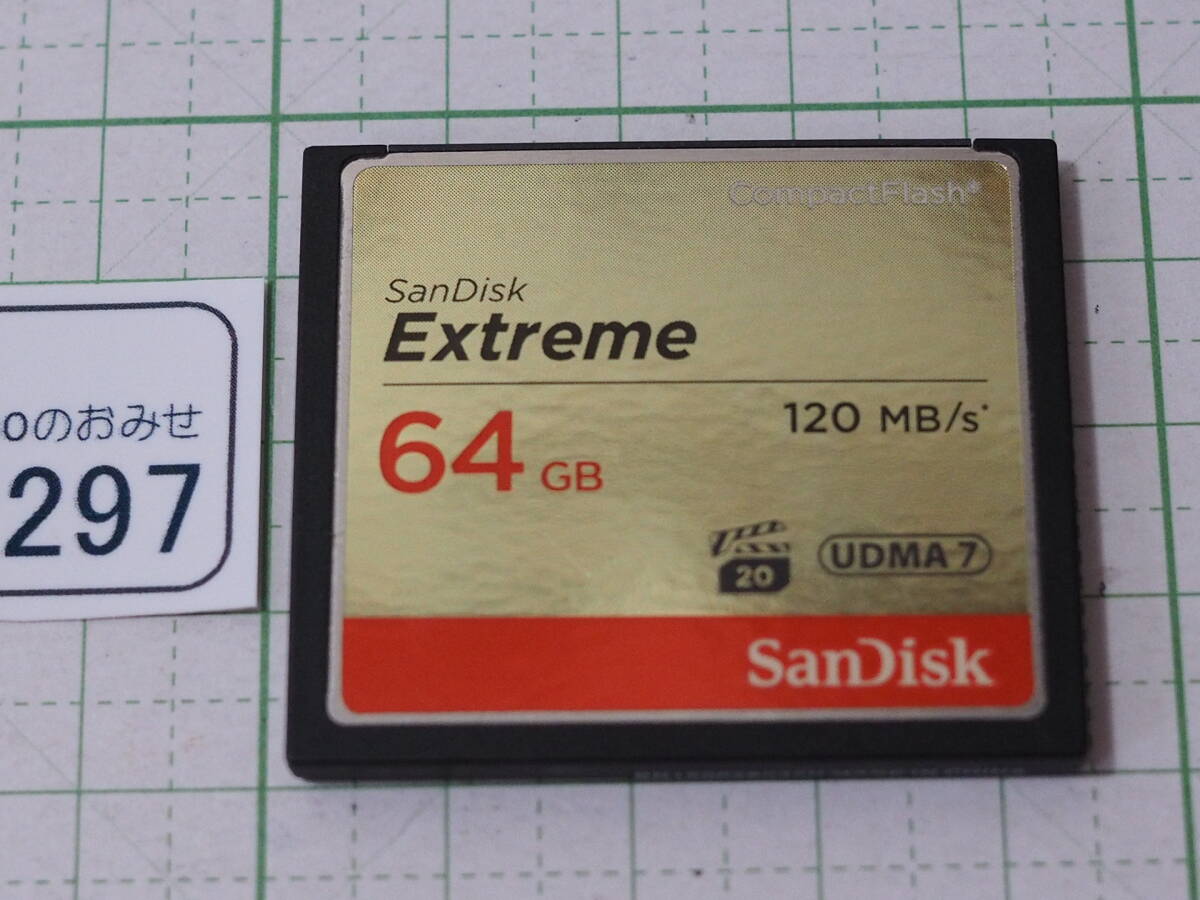 CompactFlash®
SanDisk
Extreme
64 GB
120 MB/s*
20
UDMA 7
SanDisk
oのおみせ
297